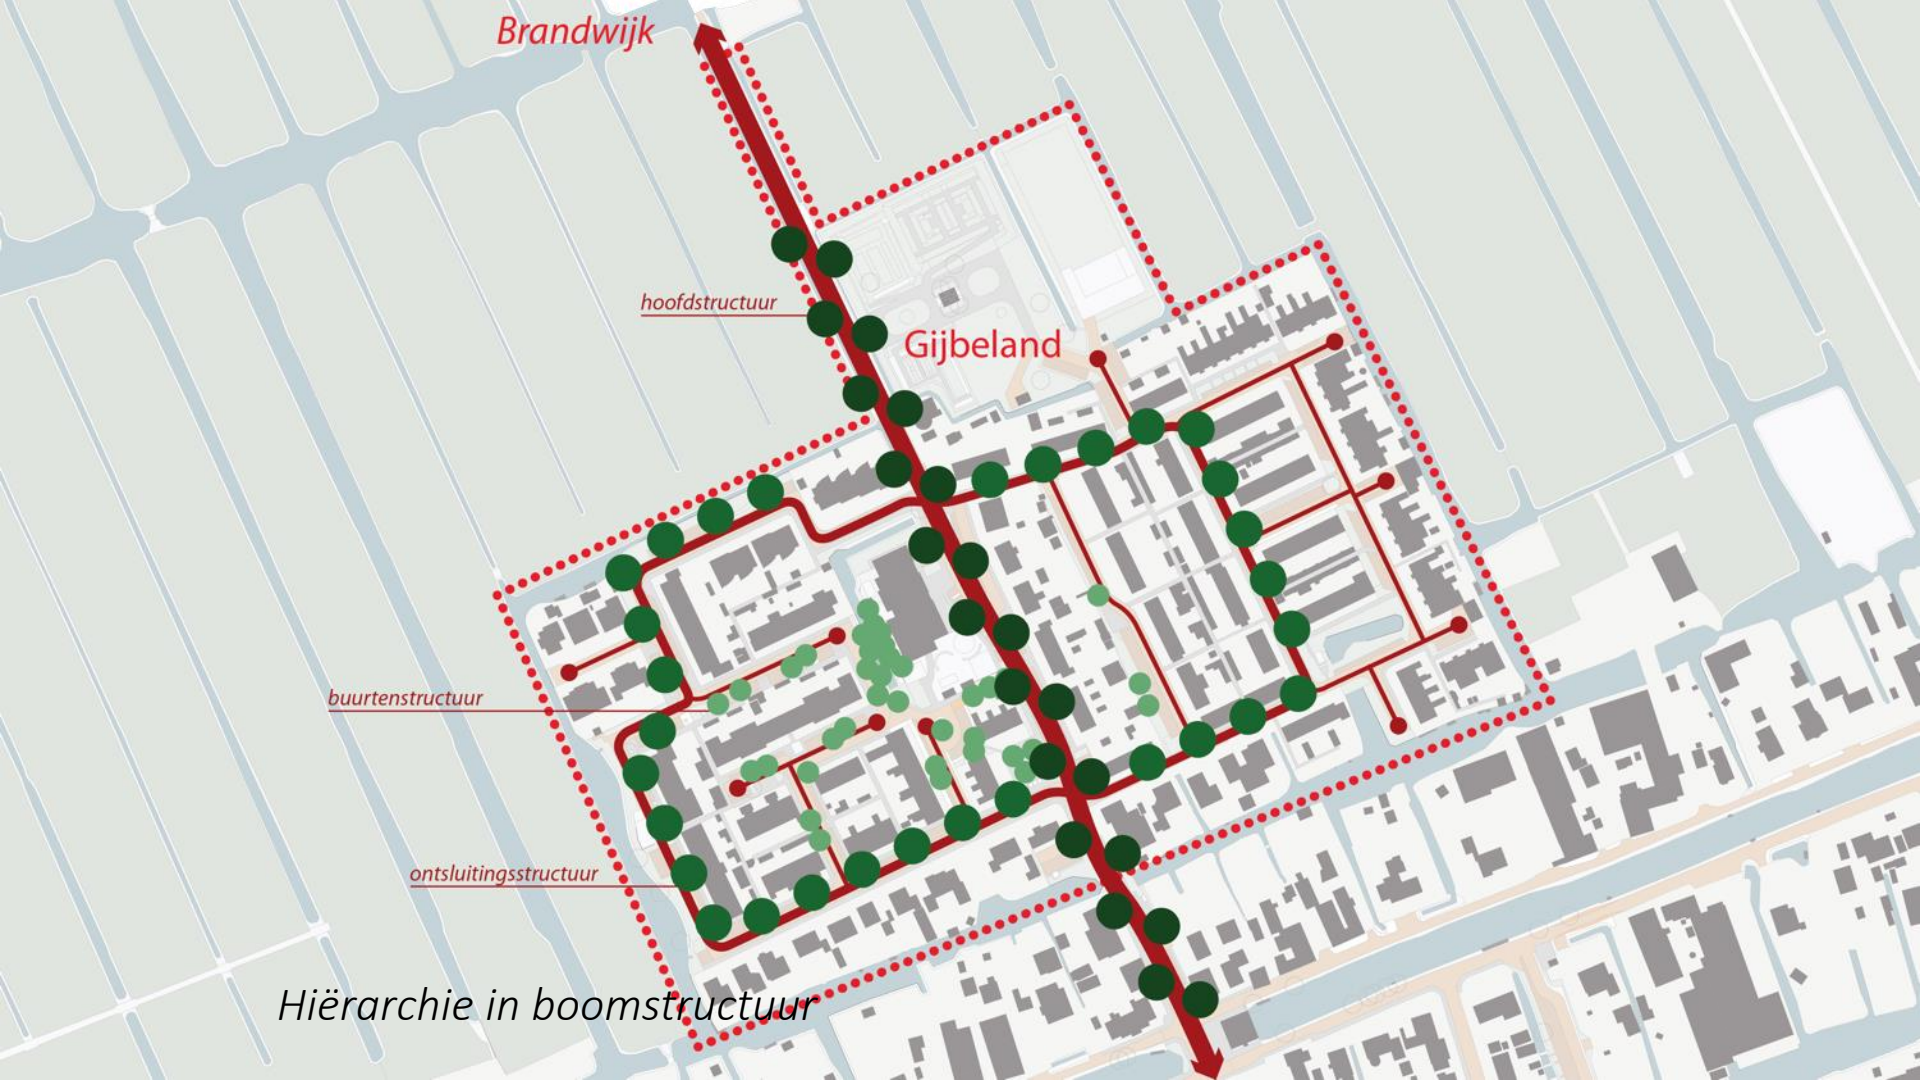 Brandwijk
hoofdstructuur
Gijbeland
buurtenstructuur
ontsluitingsstructuur
Hiërarchie in boomstructuur